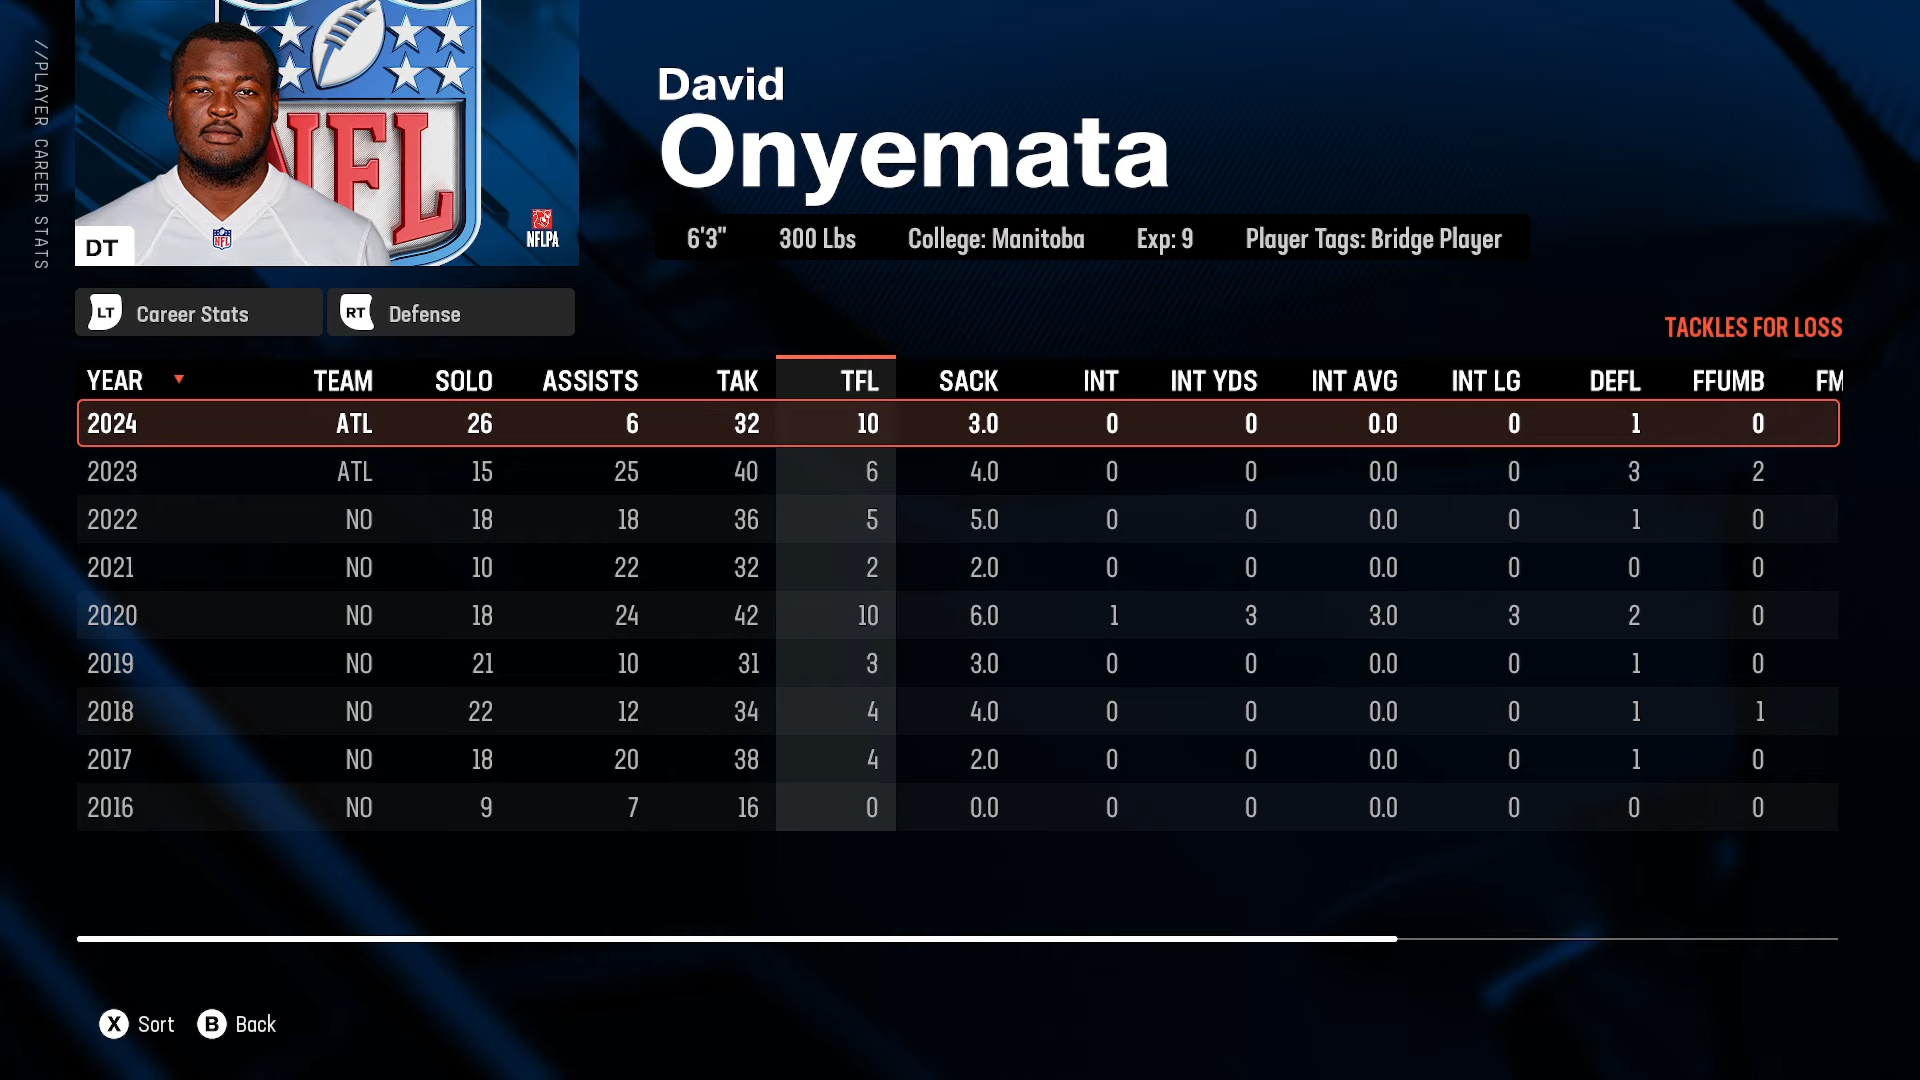 //PLAYER CAREER STATS
NFL
NFL
NFLPA
DT
David
Onyemata
6'3" 300 Lbs College: Manitoba Exp: 9 Player Tags: Bridge Player
LT Career Stats RT Defense
TACKLES FOR LOSS
YEAR TEAM SOLO ASSISTS TAK TFL SACK INT INT YDS INT AVG INT LG DEFL FFUMB FM
2024 ATL 26 6 32 10 3.0 0 0 0.0 0 1 0
2023 ATL 15 25 40 6 4.0 0 0 0.0 0 3 2
2022 NO 18 18 36 5 5.0 0 0 0.0 0 1 0
2021 NO 10 22 32 2 2.0 0 0 0.0 0 0 0
2020 NO 18 24 42 10 6.0 1 3 3.0 3 2 0
2019 NO 21 10 31 3 3.0 0 0 0.0 0 1 0
2018 NO 22 12 34 4 4.0 0 0 0.0 0 1 1
2017 NO 18 20 38 4 2.0 0 0 0.0 0 1 0
2016 NO 9 7 16 0 0.0 0 0 0.0 0 0 0
X Sort B Back